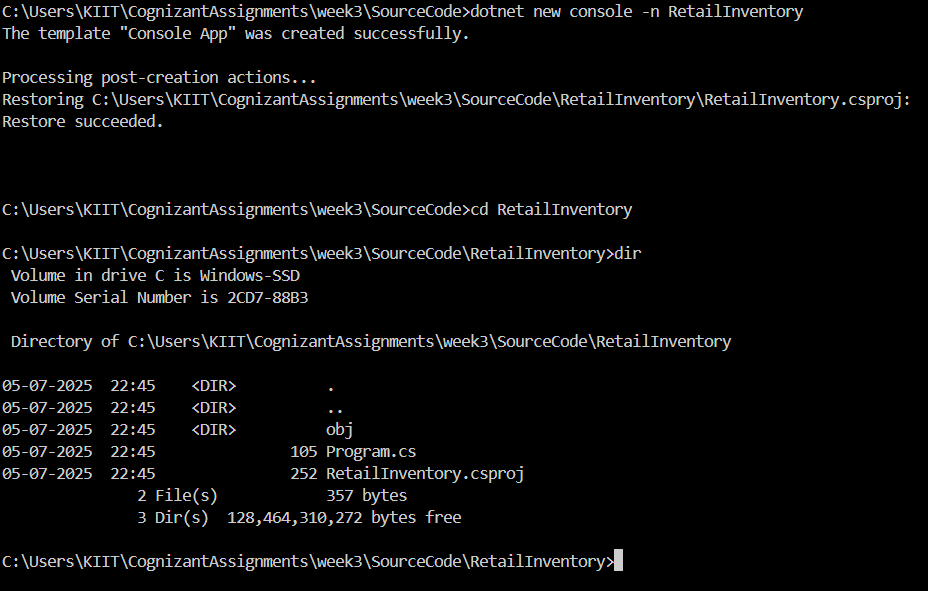 C:\Users\KIIT\CognizantAssignments\week3\SourceCode>dotnet new console -n RetailInventory
The template "Console App" was created successfully.
Processing post-creation actions...
Restoring C:\Users\KIIT\CognizantAssignments\week3\SourceCode\RetailInventory\RetailInventory.csproj:
Restore succeeded.
C:\Users\KIIT\CognizantAssignments\week3\SourceCode>cd RetailInventory
C:\Users\KIIT\CognizantAssignments\week3\SourceCode\RetailInventory>dir
 Volume in drive C is Windows-SSD
 Volume Serial Number is 2CD7-88B3
 Directory of C:\Users\KIIT\CognizantAssignments\week3\SourceCode\RetailInventory
05-07-2025  22:45    <DIR>          .
05-07-2025  22:45    <DIR>          ..
05-07-2025  22:45    <DIR>          obj
05-07-2025  22:45               105 Program.cs
05-07-2025  22:45               252 RetailInventory.csproj
               2 File(s)            357 bytes
               3 Dir(s)  128,464,310,272 bytes free
C:\Users\KIIT\CognizantAssignments\week3\SourceCode\RetailInventory>